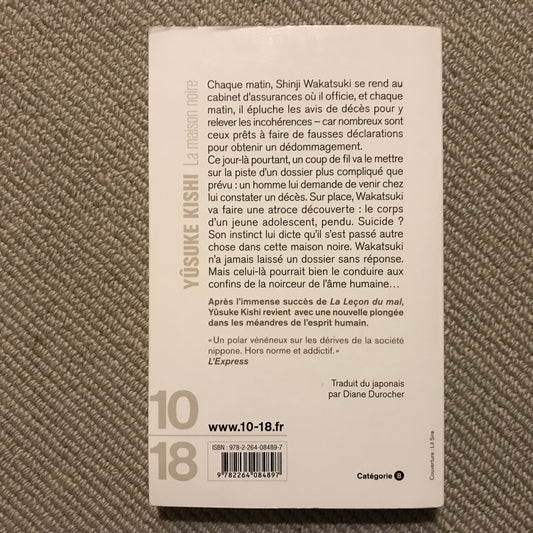 YÛSUKE KISHI La maison noire
Chaque matin, Shinji Wakatsuki se rend au
cabinet d'assurances où il officie, et chaque
matin, il épluche les avis de décès pour y
relever les incohérences – car nombreux sont
ceux prêts à faire de fausses déclarations
pour obtenir un dédommagement.
Ce jour-là pourtant, un coup de fil va le mettre
sur la piste d'un dossier plus compliqué que
prévu : un homme lui demande de venir chez
lui constater un décès. Sur place, Wakatsuki
va faire une atroce découverte : le corps
d'un jeune adolescent, pendu. Suicide ?
Son instinct lui dicte qu'il s'est passé autre
chose dans cette maison noire. Wakatsuki
n'a jamais laissé un dossier sans réponse.
Mais celui-là pourrait bien le conduire aux
confins de la noirceur de l'âme humaine…
Après l'immense succès de La Leçon du mal,
Yûsuke Kishi revient avec une nouvelle plongée
dans les méandres de l'esprit humain.
« Un polar vénéneux sur les dérives de la société
nippone. Hors norme et addictif. »
L'Express
Traduit du japonais
par Diane Durocher
10
18
www.10-18.fr
ISBN : 978-2-264-08489-7
9 782264 084897
Catégorie B
Couverture : Lil Sire